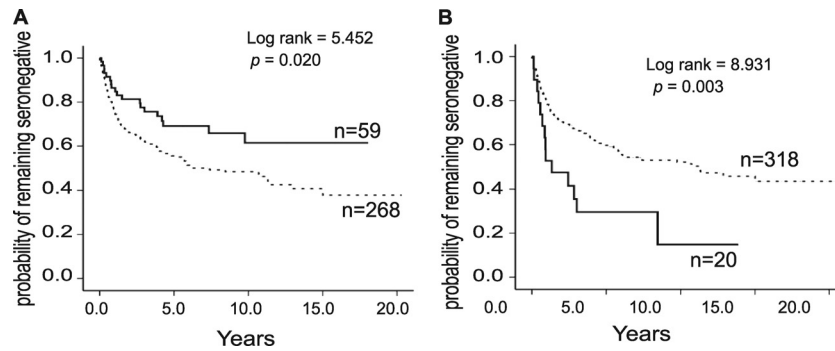 A
Log rank = 5.452
p = 0.020
probability of remaining seronegative
1.0
0.8
0.6
0.4
0.2
0.0
n=59
n=268
0.0 5.0 10.0 15.0 20.0
Years
B
Log rank = 8.931
p = 0.003
probability of remaining seronegative
1.0
0.8
0.6
0.4
0.2
0.0
n=318
n=20
0.0 0.0 5.0 10.0 15.0 20.0
Years